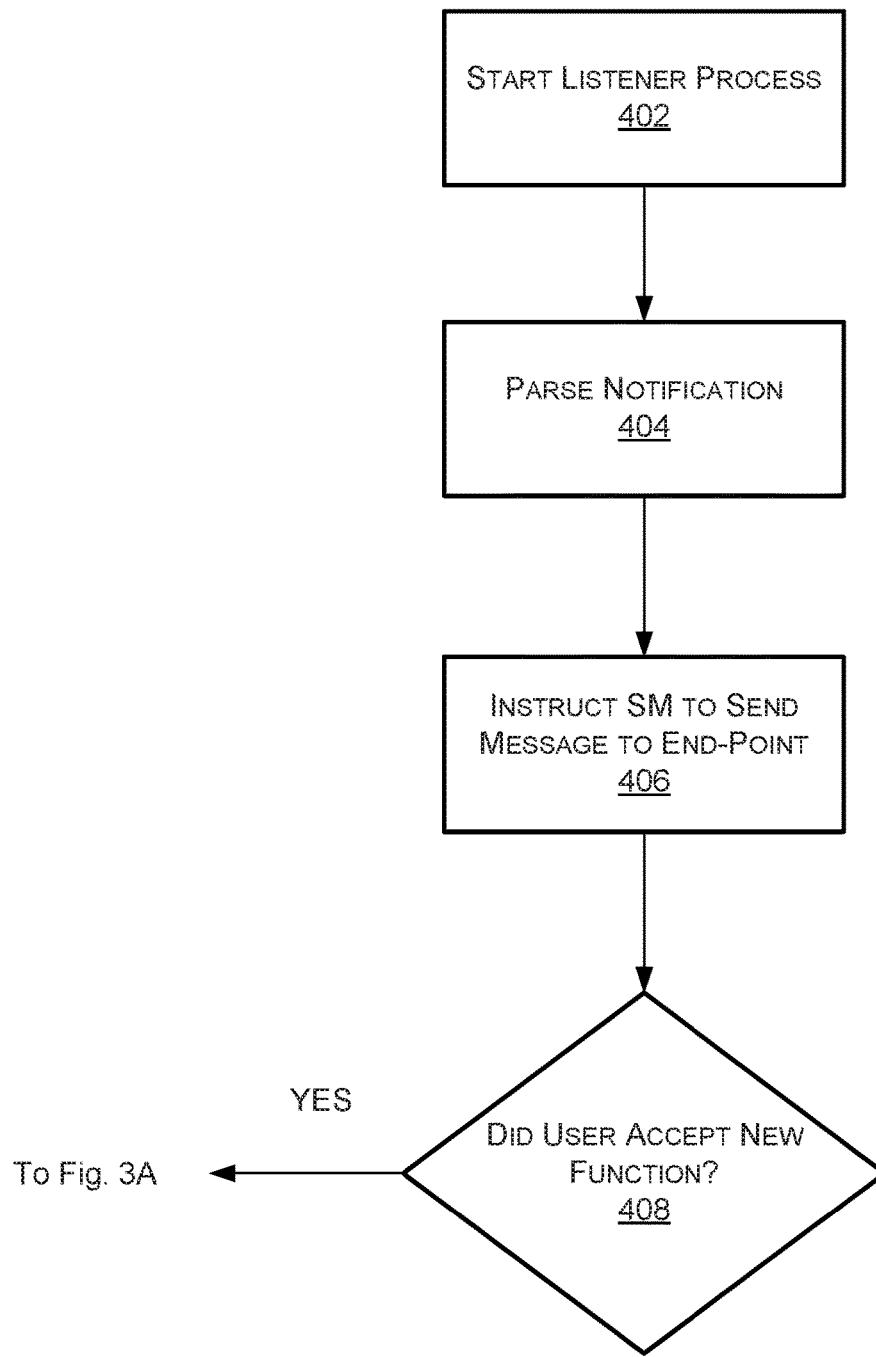 START LISTENER PROCESS
402
PARSE NOTIFICATION
404
INSTRUCT SM TO SEND
MESSAGE TO END-POINT
406
YES
DID USER ACCEPT NEW
FUNCTION?
408
To Fig. 3A